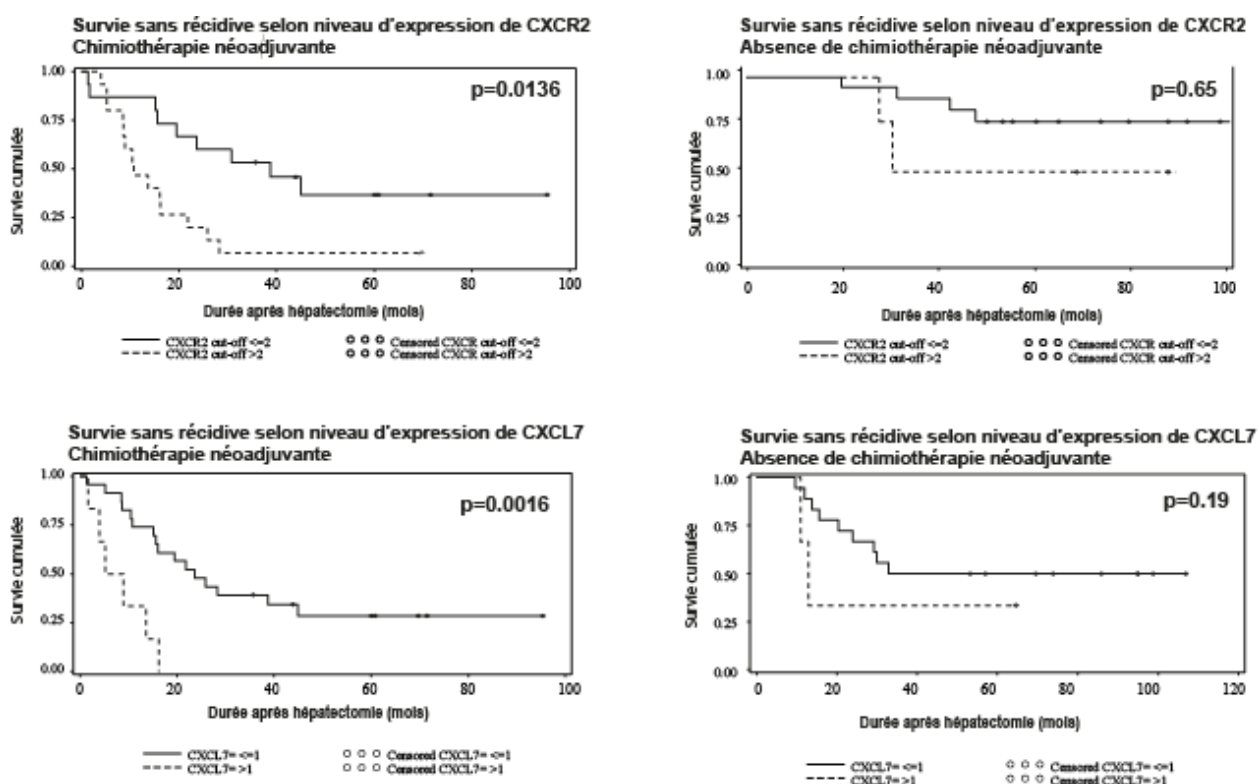 Survie sans récidive selon niveau d'expression de CXCR2
Chimiothérapie néoadjuvante
p=0.0136
Survie cumulée
1.00
0.75
0.50
0.25
0.00
0 20 40 60 80 100
Durée après hépatectomie (mois)
CXCR2 cut-off <=2 Censored CXCR cut-off <=2
CXCR2 cut-off >2 Censored CXCR cut-off >2
Survie sans récidive selon niveau d'expression de CXCR2
Absence de chimiothérapie néoadjuvante
p=0.65
Survie cumulée
1.00
0.75
0.50
0.25
0.00
0 20 40 60 80 100
Durée après hépatectomie (mois)
CXCR2 cut-off <=2 Censored CXCR cut-off <=2
CXCR2 cut-off >2 Censored CXCR cut-off >2
Survie sans récidive selon niveau d'expression de CXCL7
Chimiothérapie néoadjuvante
p=0.0016
Survie cumulée
1.00
0.75
0.50
0.25
0.00
0 20 40 60 80 100
Durée après hépatectomie (mois)
CXCL7= <=1 Censored CXCL7= <=1
CXCL7= >1 Censored CXCL7= >1
Survie sans récidive selon niveau d'expression de CXCL7
Absence de chimiothérapie néoadjuvante
p=0.19
Survie cumulée
1.00
0.75
0.50
0.25
0.00
0 20 40 60 80 100 120
Durée après hépatectomie (mois)
CXCL7= <=1 Censored CXCL7= <=1
CXCL7= >1 Censored CXCL7= >1